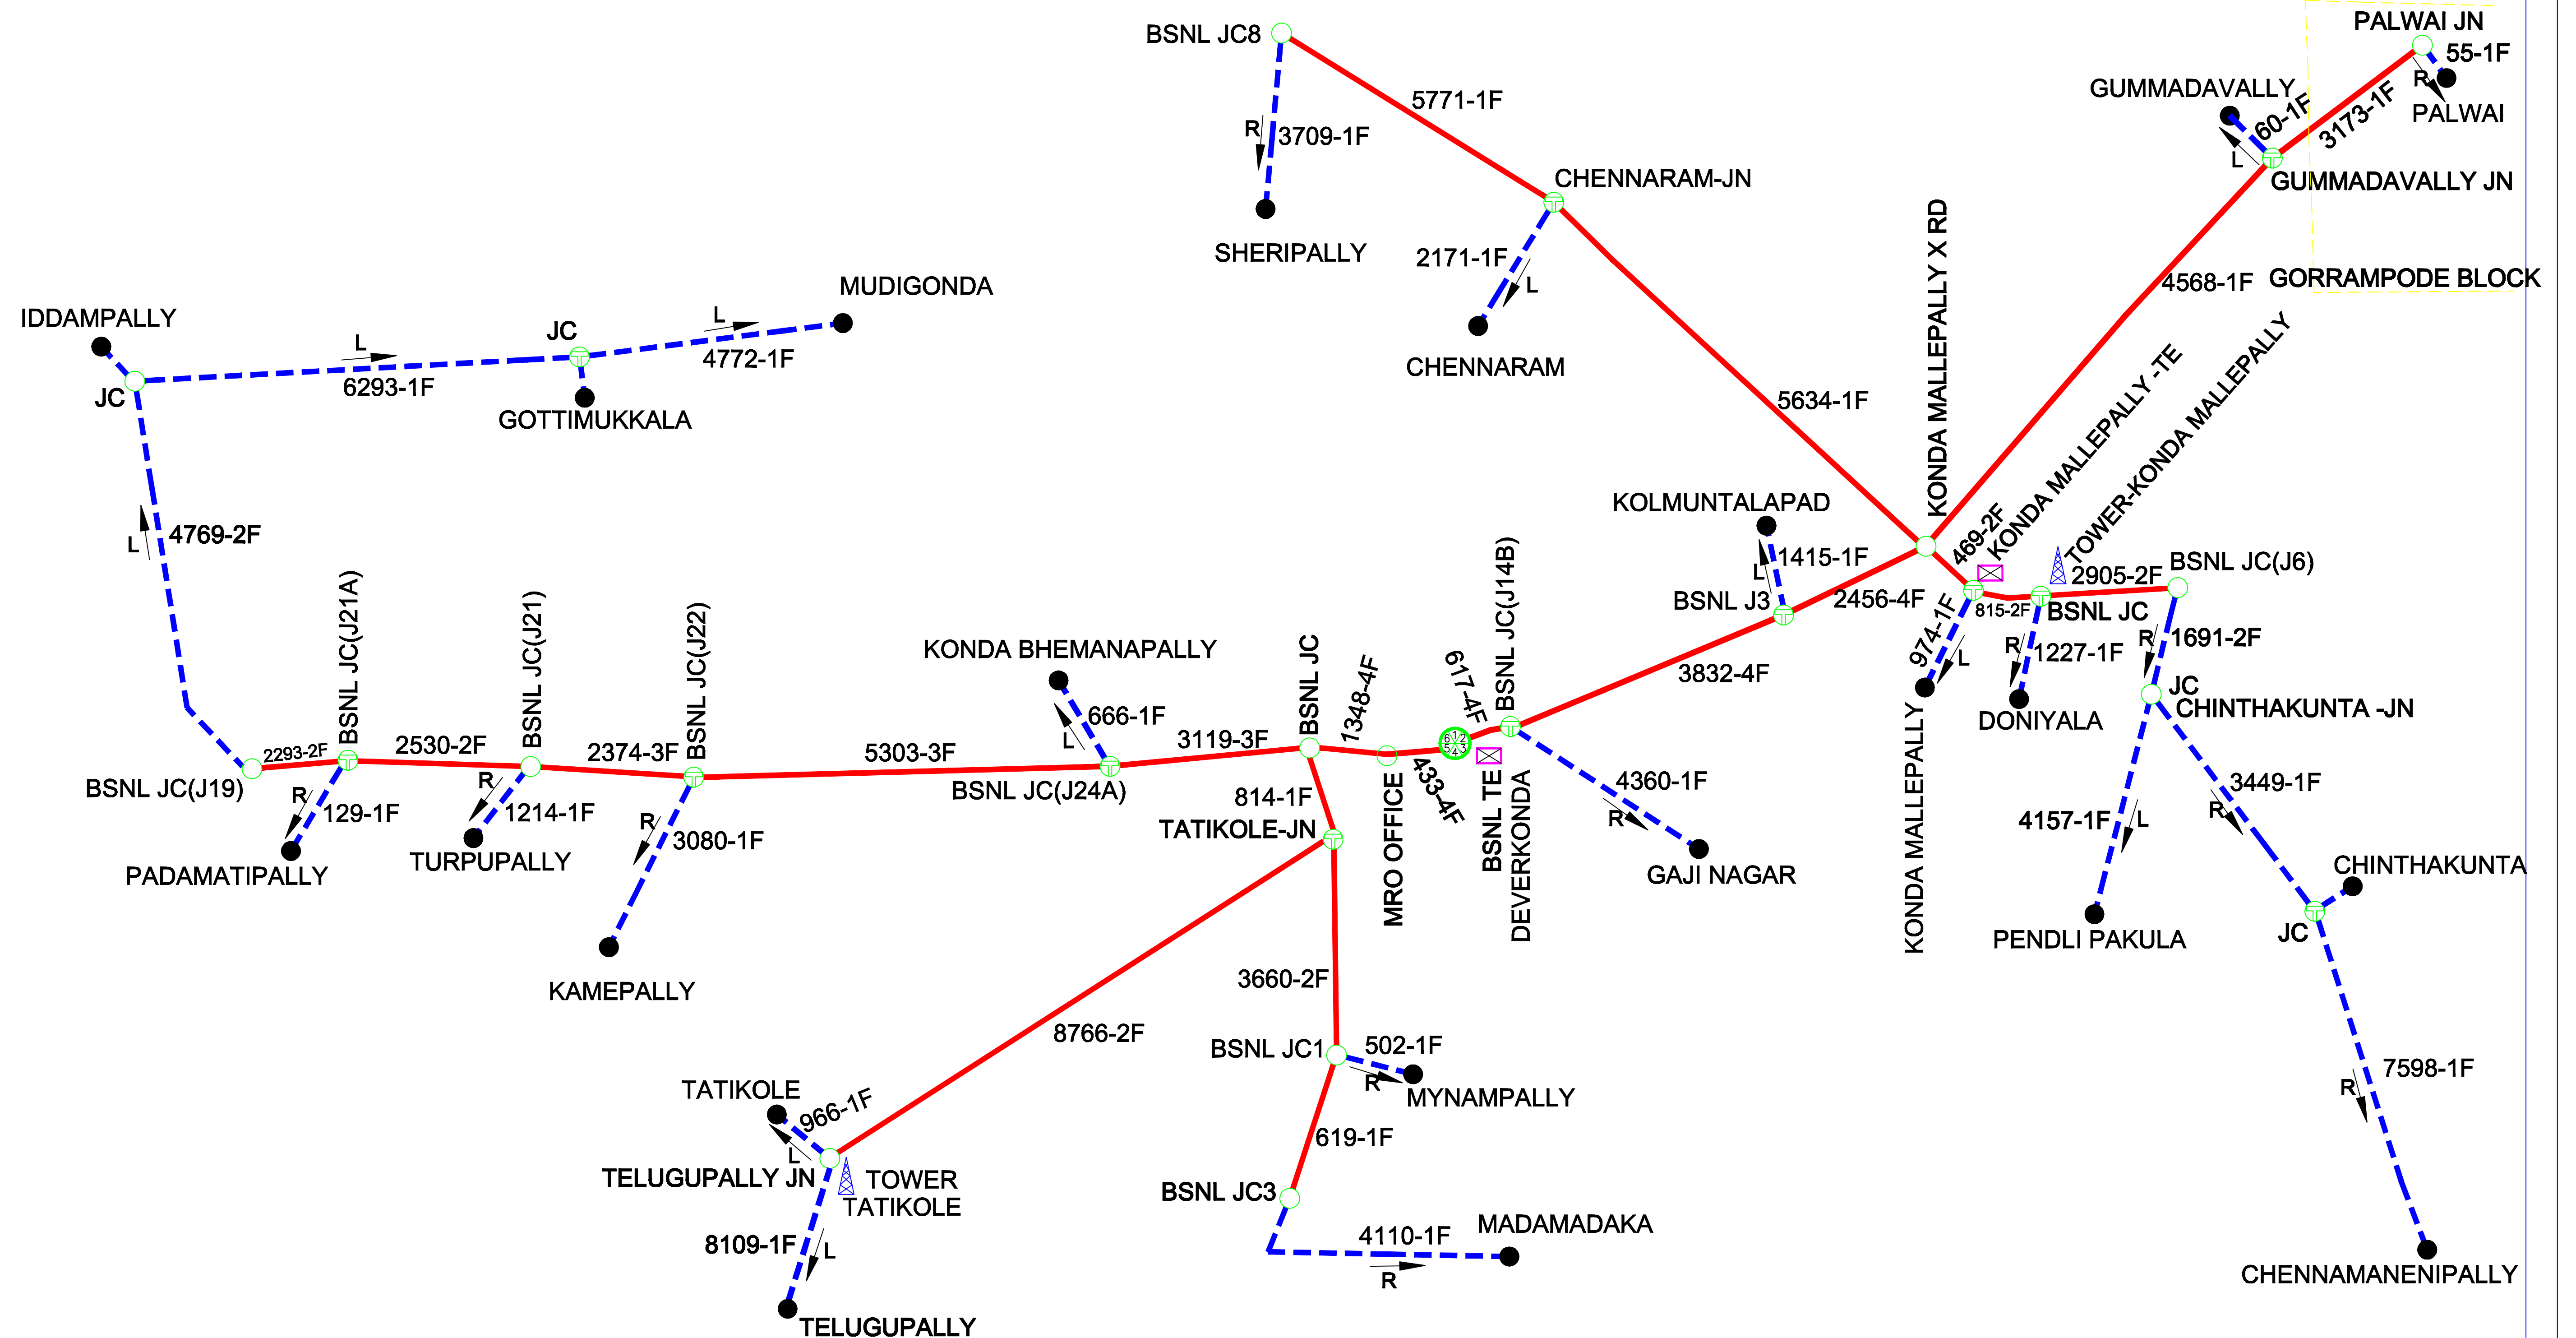 BSNL JC8
PALWAI JN
55-1F
R
PALWAI
GUMMADAVALLY
60-1F
3173-1F
L
GUMMADAVALLY JN
5771-1F
R
3709-1F
SHERIPALLY
CHENNARAM-JN
2171-1F
L
CHENNARAM
KONDA MALLEPALLY X RD
4568-1F
GORRAMPODE BLOCK
5634-1F
IDDAMPALLY
JC
L
6293-1F
JC
GOTTIMUKKALA
L
4772-1F
MUDIGONDA
L
4769-2F
KOLMUNTALAPAD
1415-1F
L
BSNL J3
2456-4F
3832-4F
469-2F
KONDA MALLEPALLY -TE
TOWER-KONDA MALLEPALLY
2905-2F
BSNL JC(J6)
815-2F
BSNL JC
974-1F
L
KONDA MALLEPALLY
R
1227-1F
DONIYALA
R
1691-2F
JC
CHINTHAKUNTA -JN
BSNL JC(J19)
2293-2F
BSNL JC(J21A)
R
129-1F
PADAMATIPALLY
2530-2F
BSNL JC(J21)
R
1214-1F
TURPUPALLY
2374-3F
BSNL JC(J22)
R
3080-1F
KAMEPALLY
5303-3F
KONDA BHEMANAPALLY
666-1F
L
BSNL JC(J24A)
3119-3F
BSNL JC
1348-4F
MRO OFFICE
433-4F
617-4F
1
2
3
4
5
6
BSNL TE
DEVERKONDA
BSNL JC(J14B)
4360-1F
R
GAJI NAGAR
814-1F
TATIKOLE-JN
3449-1F
R
4157-1F
L
PENDLI PAKULA
CHINTHAKUNTA
JC
3660-2F
8766-2F
BSNL JC1
502-1F
R
MYNAMPALLY
7598-1F
R
TATIKOLE
966-1F
L
TELUGUPALLY JN
TOWER
TATIKOLE
619-1F
BSNL JC3
8109-1F
L
TELUGUPALLY
4110-1F
R
MADAMADAKA
CHENNAMANENIPALLY